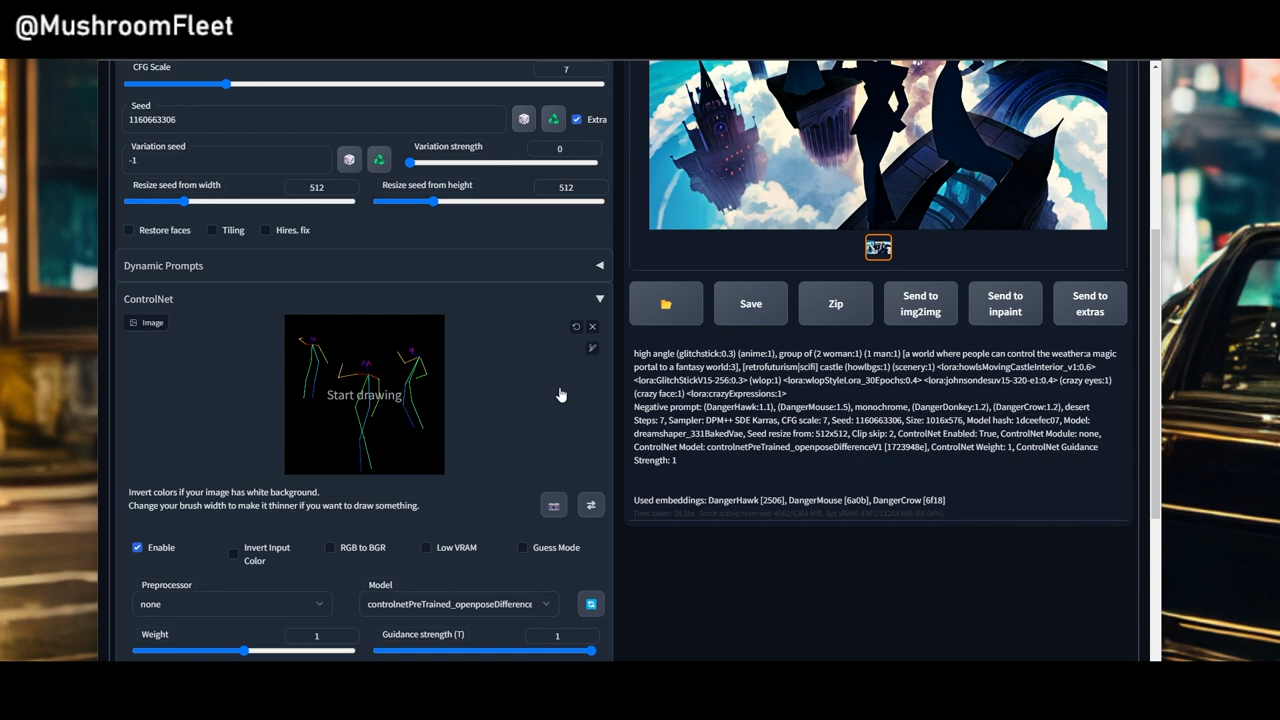 @MushroomFleet
CFG Scale
7
Seed
1160663306
Extra
Variation seed
-1
Variation strength
0
Resize seed from width
512
Resize seed from height
512
Restore faces
Tiling
Hires. fix
Dynamic Prompts
ControlNet
Image
Start drawing
Invert colors if your image has white background.
Change your brush width to make it thinner if you want to draw something.
Enable
Invert Input
Color
RGB to BGR
Low VRAM
Guess Mode
Preprocessor
none
Model
controlnetPreTrained_openposeDifference
Weight
1
Guidance strength (T)
1
Save
Zip
Send to
img2img
Send to
inpaint
Send to
extras
high angle (glitchstick:0.3) (anime:1), group of (2 woman:1) (1 man:1) [a world where people can control the weather:a magic
portal to a fantasy world:3], [retrofuturism|scifi] castle (howlbgs:1) (scenery:1) <lora:howlsMovingCastleInterior_v1:0.6>
<lora:GlitchStickV15-256:0.3> (wlop:1) <lora:wlopStyleLora_30Epochs:0.4> <lora:johnsondesuv15-320-e1:0.4> (crazy eyes:1)
(crazy face:1) <lora:crazyExpressions:1>
Negative prompt: (DangerHawk:1.1), (DangerMouse:1.5), monochrome, (DangerDonkey:1.2), (DangerCrow:1.2), desert
Steps: 7, Sampler: DPM++ SDE Karras, CFG scale: 7, Seed: 1160663306, Size: 1016x576, Model hash: 1dceefec07, Model:
dreamshaper_331BakedVae, Seed resize from: 512x512, Clip skip: 2, ControlNet Enabled: True, ControlNet Module: none,
ControlNet Model: controlnetPreTrained_openposeDifferenceV1 [1723948e], ControlNet Weight: 1, ControlNet Guidance
Strength: 1
Used embeddings: DangerHawk [2506], DangerMouse [6a0b], DangerCrow [6f18]